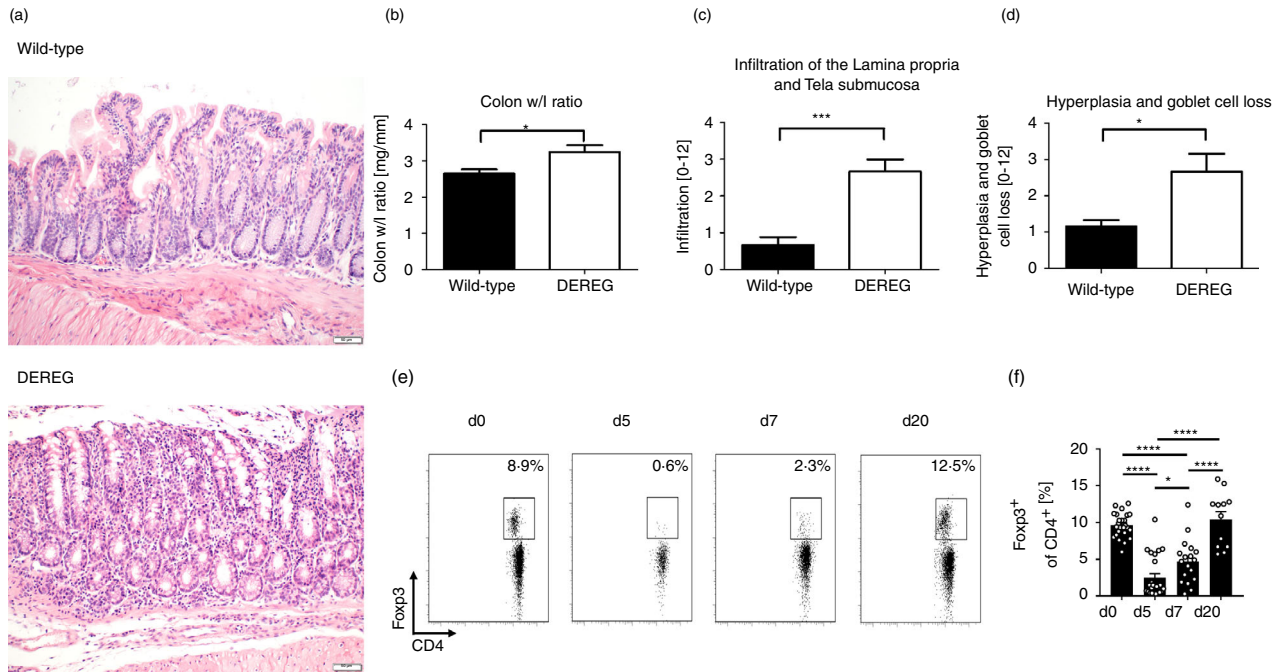 (a)
Wild-type
50 µm
DEREG
50 µm
(b)
Colon w/l ratio
Colon w/l ratio [mg/mm]
4
3
2
1
0
*
Wild-type
DEREG
(c)
Infiltration of the Lamina propria
and Tela submucosa
Infiltration [0-12]
4
3
2
1
0
***
Wild-type
DEREG
(d)
Hyperplasia and goblet cell loss
Hyperplasia and goblet
cell loss [0-12]
4
3
2
1
0
*
Wild-type
DEREG
(e)
d0
d5
d7
d20
8·9%
0·6%
2·3%
12·5%
Foxp3
CD4
(f)
Foxp3+
of CD4+ [%]
20
15
10
5
0
****
****
****
****
*
d0
d5
d7
d20